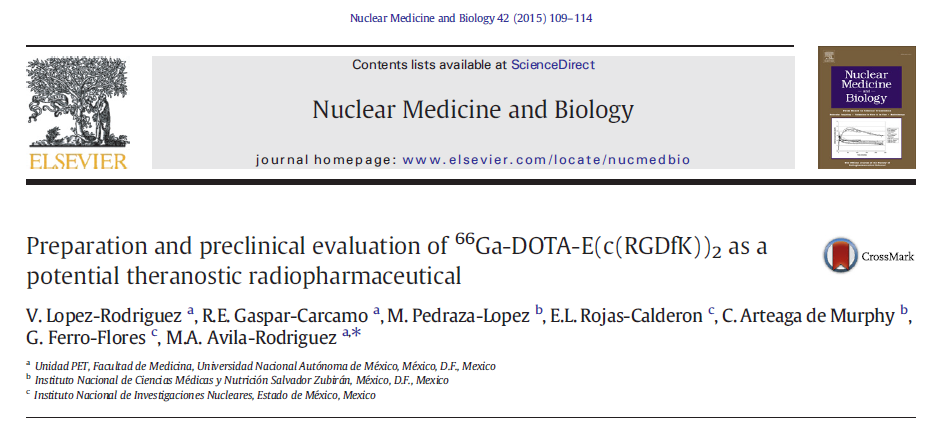 Nuclear Medicine and Biology 42 (2015) 109–114
Contents lists available at ScienceDirect
Nuclear Medicine and Biology
journal homepage: www.elsevier.com/locate/nucmedbio
ELSEVIER
Nuclear
Medicine
and
Biology
Preparation and preclinical evaluation of ⁶⁶Ga-DOTA-E(c(RGDfK))₂ as a
potential theranostic radiopharmaceutical
CrossMark
V. Lopez-Rodriguez ᵃ, R.E. Gaspar-Carcamo ᵃ, M. Pedraza-Lopez ᵇ, E.L. Rojas-Calderon ᶜ, C. Arteaga de Murphy ᵇ,
G. Ferro-Flores ᶜ, M.A. Avila-Rodriguez ᵃ,*
ᵃ Unidad PET, Facultad de Medicina, Universidad Nacional Autónoma de México, México, D.F., Mexico
ᵇ Instituto Nacional de Ciencias Médicas y Nutrición Salvador Zubirán, México, D.F., Mexico
ᶜ Instituto Nacional de Investigaciones Nucleares, Estado de México, Mexico